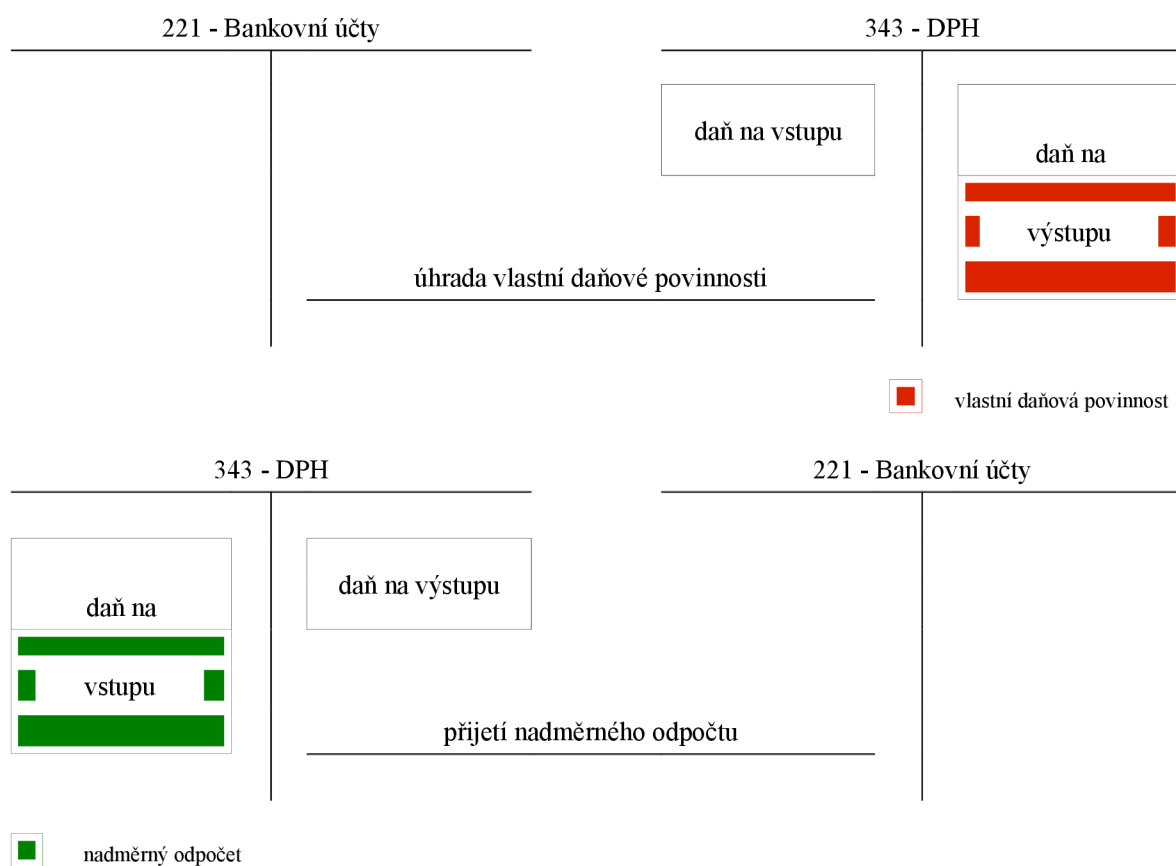 221 - Bankovní účty
343 - DPH
daň na vstupu
daň na
výstupu
úhrada vlastní daňové povinnosti
vlastní daňová povinnost
343 - DPH
221 - Bankovní účty
daň na
vstupu
daň na výstupu
přijetí nadměrného odpočtu
nadměrný odpočet